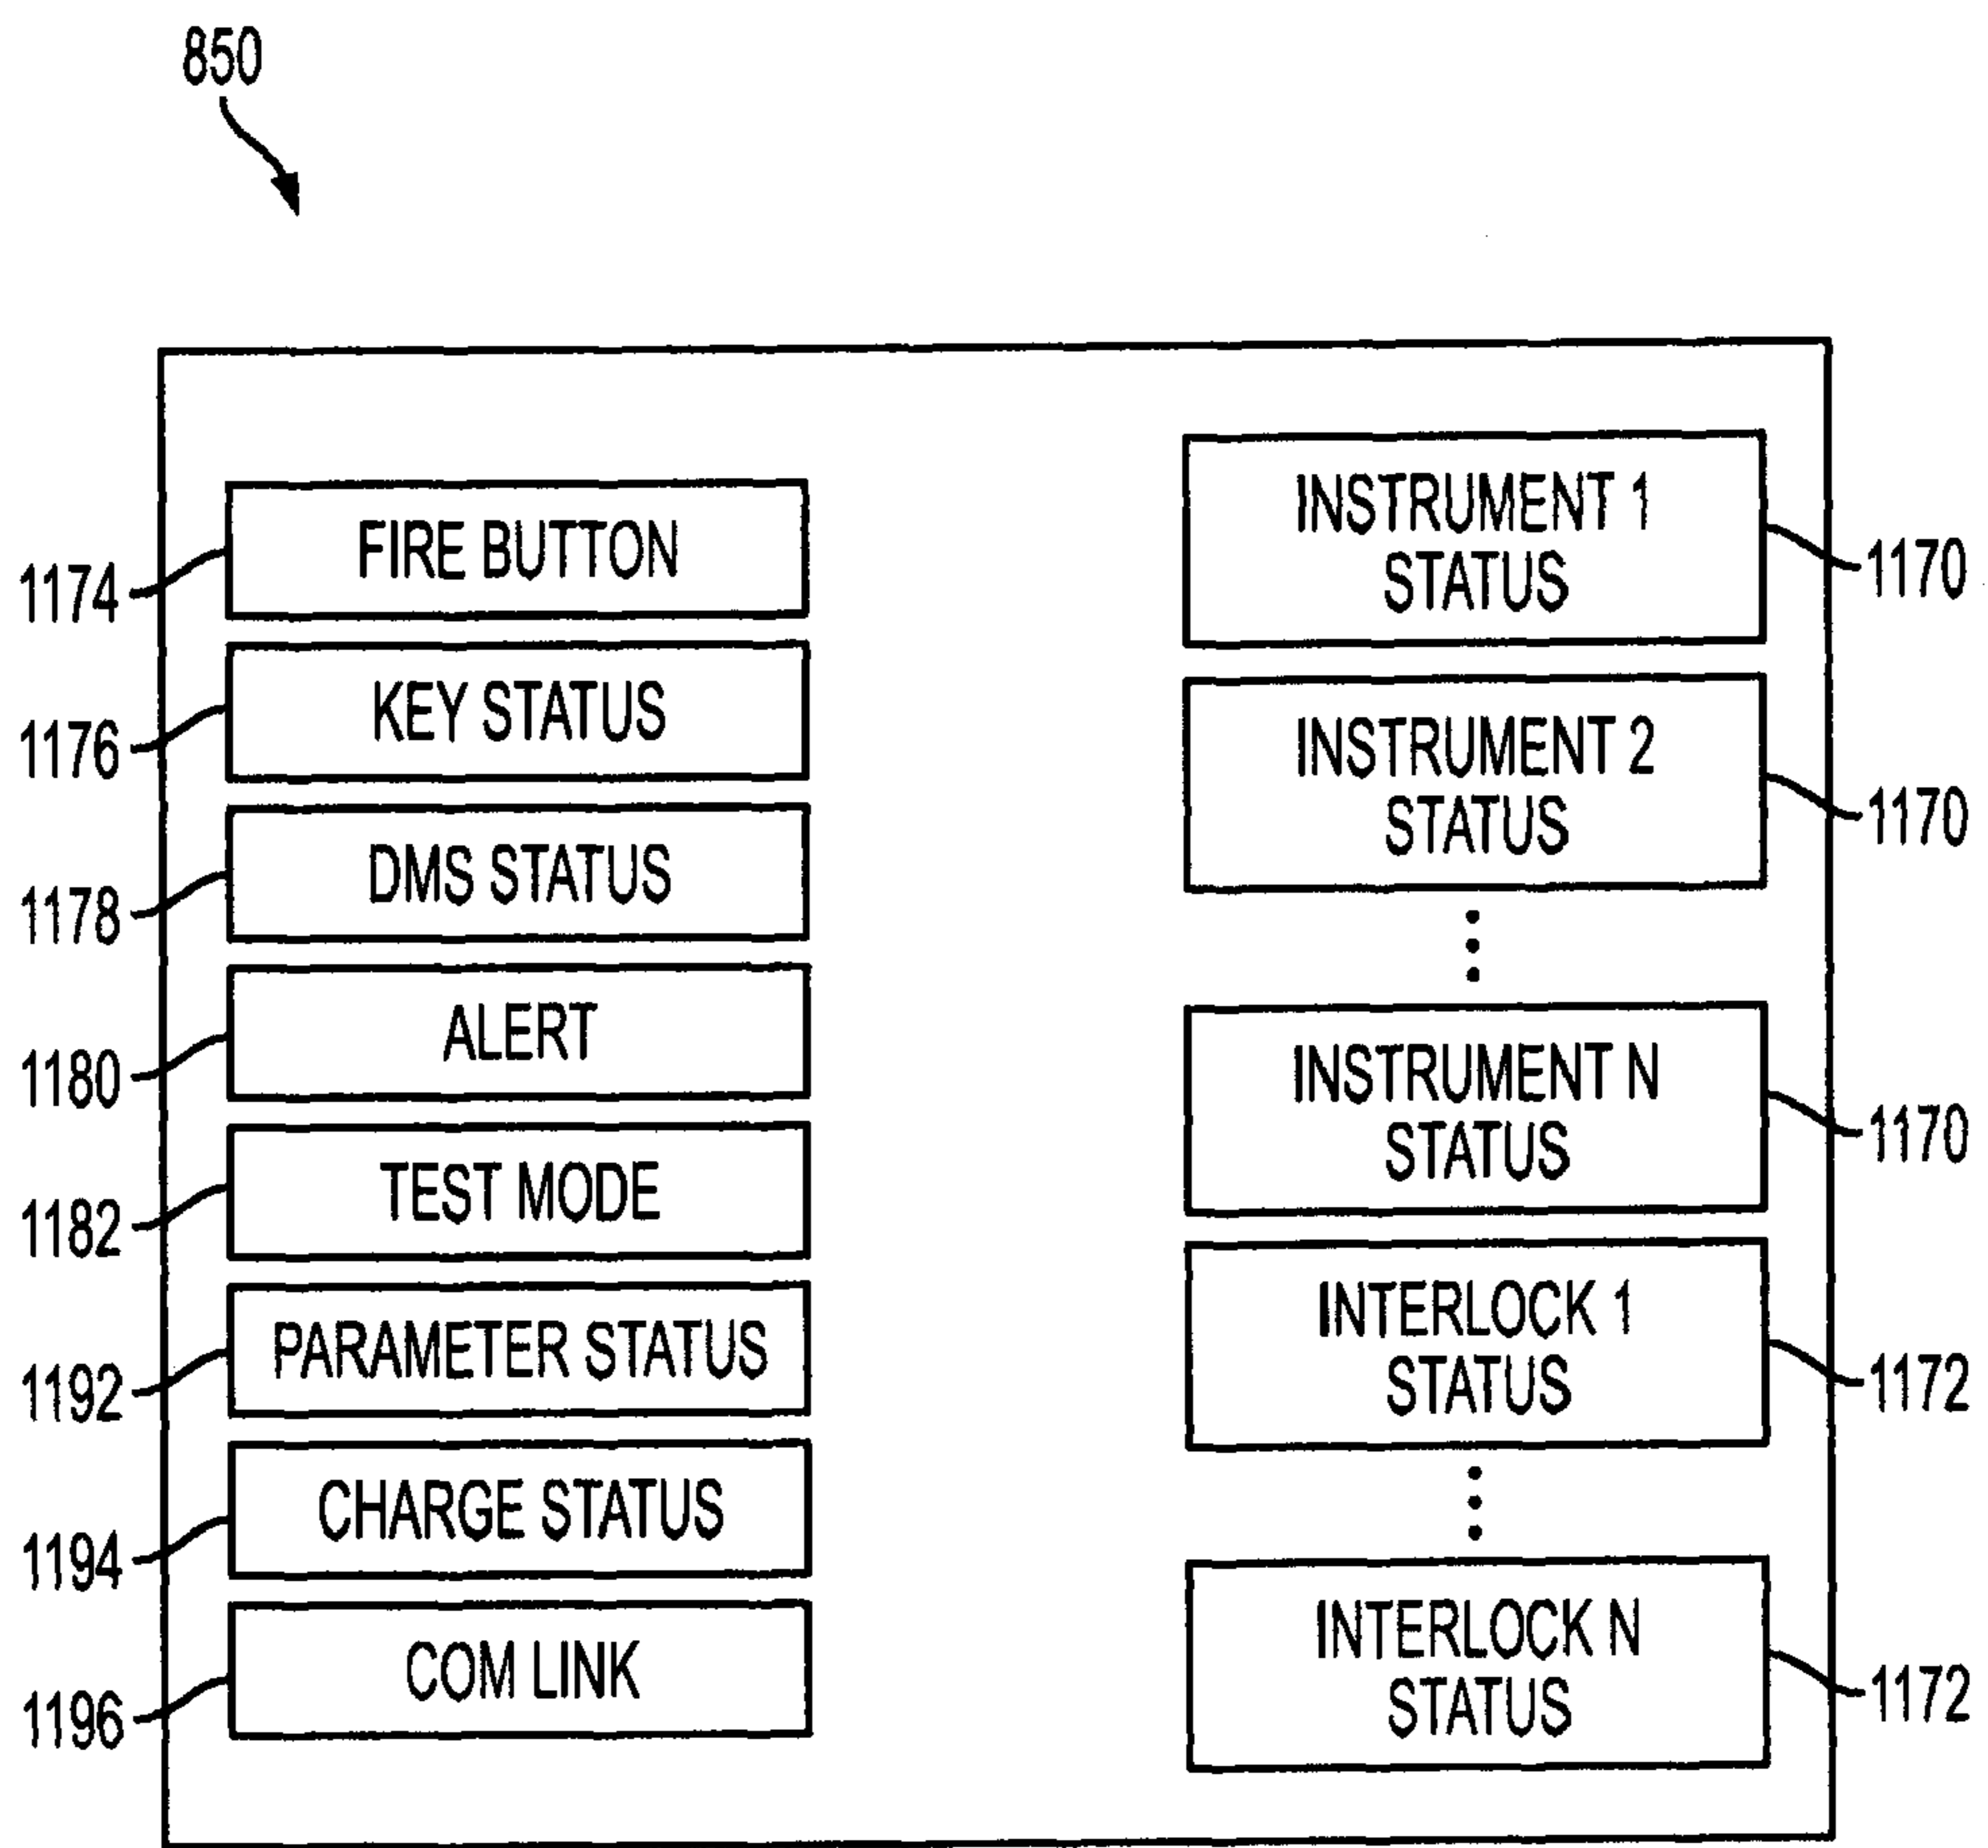 850
FIRE BUTTON
1174
KEY STATUS
1176
DMS STATUS
1178
ALERT
1180
TEST MODE
1182
PARAMETER STATUS
1192
CHARGE STATUS
1194
COM LINK
1196
INSTRUMENT 1
STATUS
1170
INSTRUMENT 2
STATUS
1170
INSTRUMENT N
STATUS
1170
INTERLOCK 1
STATUS
1172
INTERLOCK N
STATUS
1172